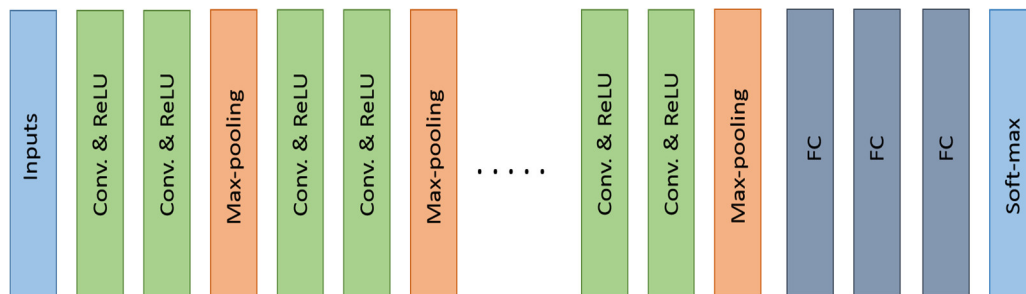 Inputs
Conv. & ReLU
Conv. & ReLU
Max-pooling
Conv. & ReLU
Conv. & ReLU
Max-pooling
.....
Conv. & ReLU
Conv. & ReLU
Max-pooling
FC
FC
FC
Soft-max